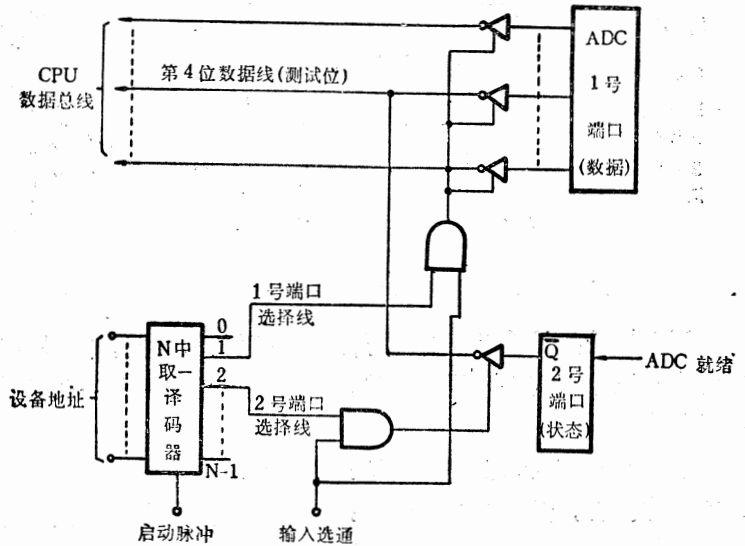 CPU
数据总线
第4位数据线(测试位)
ADC
1号
端口
(数据)
1号端口
选择线
0
1
2
N-1
N中
取一
译
码
器
设备地址
2号端口
选择线
Q̅
2号
端口
(状态)
ADC 就绪
启动脉冲
输入选通